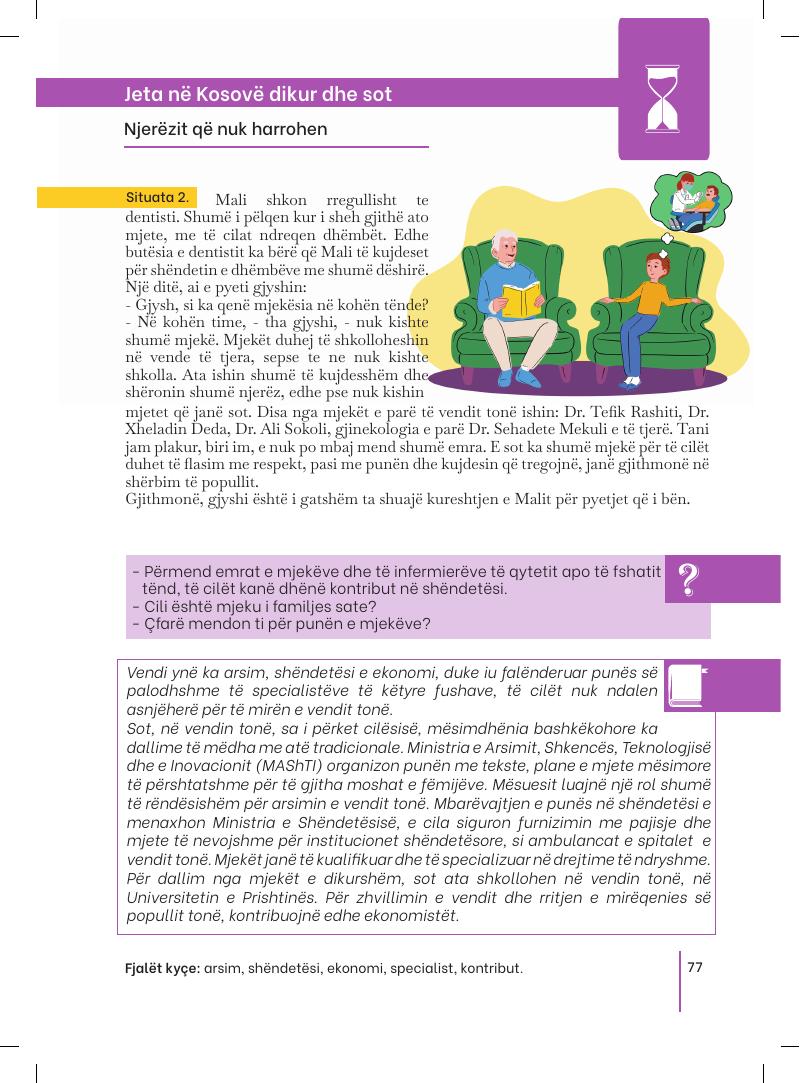 Jeta në Kosovë dikur dhe sot
Njerëzit që nuk harrohen
Situata 2. Mali shkon rregullisht te
dentisti. Shumë i pëlqen kur i sheh gjithë ato
mjete, me të cilat ndreqen dhëmbët. Edhe
butësia e dentistit ka bërë që Mali të kujdeset
për shëndetin e dhëmbëve me shumë dëshirë.
Një ditë, ai e pyeti gjyshin:
- Gjysh, si ka qenë mjekësia në kohën tënde?
- Në kohën time, - tha gjyshi, - nuk kishte
shumë mjekë. Mjekët duhej të shkolloheshin
në vende të tjera, sepse te ne nuk kishte
shkolla. Ata ishin shumë të kujdesshëm dhe
shëronin shumë njerëz, edhe pse nuk kishin
mjetet që janë sot. Disa nga mjekët e parë të vendit tonë ishin: Dr. Tefik Rashiti, Dr.
Xheladin Deda, Dr. Ali Sokoli, gjinekologia e parë Dr. Sehadete Mekuli e të tjerë. Tani
jam plakur, biri im, e nuk po mbaj mend shumë emra. E sot ka shumë mjekë për të cilët
duhet të flasim me respekt, pasi me punën dhe kujdesin që tregojnë, janë gjithmonë në
shërbim të popullit.
Gjithmonë, gjyshi është i gatshëm ta shuajë kureshtjen e Malit për pyetjet që i bën.
- Përmend emrat e mjekëve dhe të infermierëve të qytetit apo të fshatit
tënd, të cilët kanë dhënë kontribut në shëndetësi.
- Cili është mjeku i familjes sate?
- Çfarë mendon ti për punën e mjekëve?
?
Vendi ynë ka arsim, shëndetësi e ekonomi, duke iu falënderuar punës së
palodhshme të specialistëve të këtyre fushave, të cilët nuk ndalen
asnjëherë për të mirën e vendit tonë.
Sot, në vendin tonë, sa i përket cilësisë, mësimdhënia bashkëkohore ka
dallime të mëdha me atë tradicionale. Ministria e Arsimit, Shkencës, Teknologjisë
dhe e Inovacionit (MAShTI) organizon punën me tekste, plane e mjete mësimore
të përshtatshme për të gjitha moshat e fëmijëve. Mësuesit luajnë një rol shumë
të rëndësishëm për arsimin e vendit tonë. Mbarëvajtjen e punës në shëndetësi e
menaxhon Ministria e Shëndetësisë, e cila siguron furnizimin me pajisje dhe
mjete të nevojshme për institucionet shëndetësore, si ambulancat e spitalet e
vendit tonë. Mjekët janë të kualifikuar dhe të specializuar në drejtime të ndryshme.
Për dallim nga mjekët e dikurshëm, sot ata shkollohen në vendin tonë, në
Universitetin e Prishtinës. Për zhvillimin e vendit dhe rritjen e mirëqenies së
popullit tonë, kontribuojnë edhe ekonomistët.
Fjalët kyçe: arsim, shëndetësi, ekonomi, specialist, kontribut.
77